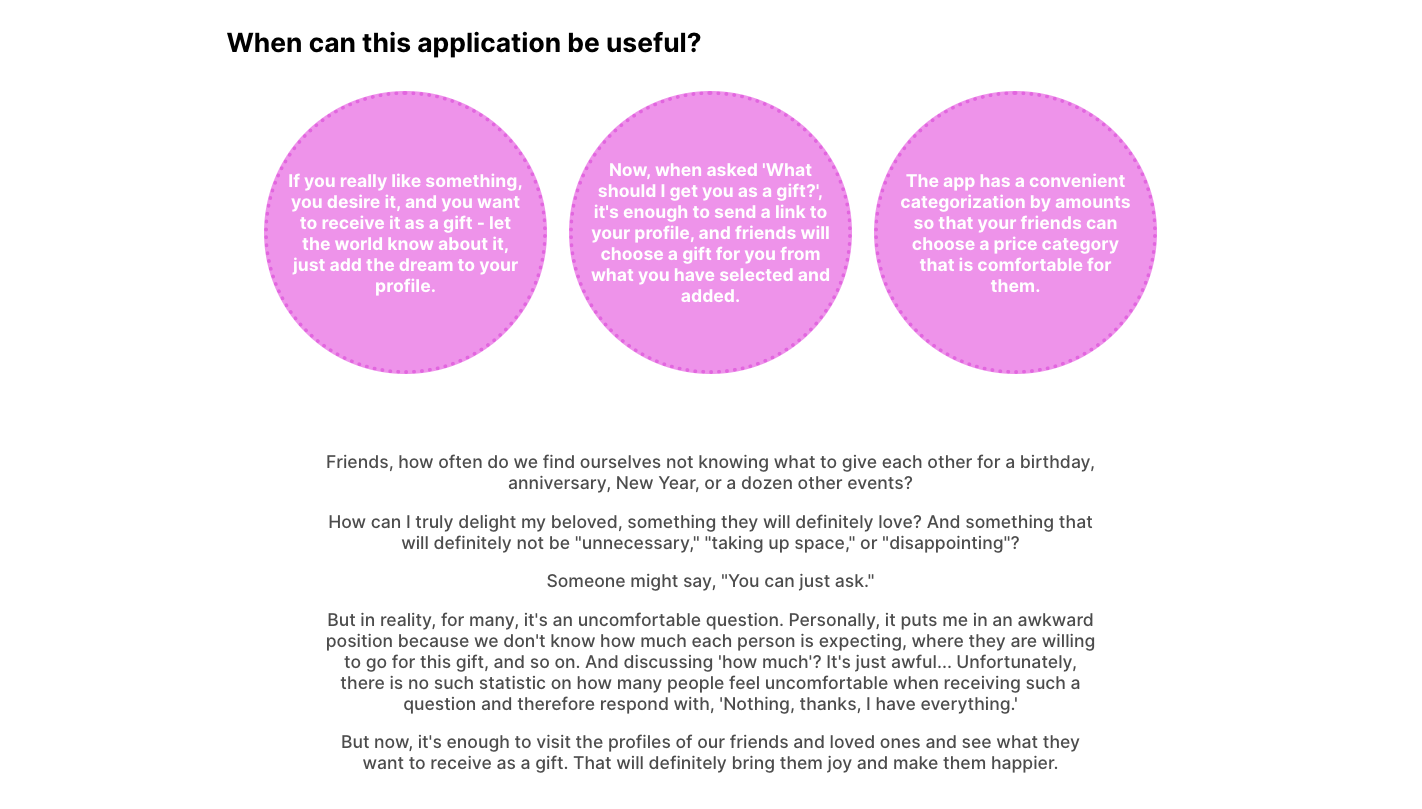 When can this application be useful?
If you really like something,
you desire it, and you want
to receive it as a gift - let
the world know about it,
just add the dream to your
profile.
Now, when asked 'What
should I get you as a gift?',
it's enough to send a link to
your profile, and friends will
choose a gift for you from
what you have selected and
added.
The app has a convenient
categorization by amounts
so that your friends can
choose a price category
that is comfortable for
them.
Friends, how often do we find ourselves not knowing what to give each other for a birthday,
anniversary, New Year, or a dozen other events?
How can I truly delight my beloved, something they will definitely love? And something that
will definitely not be "unnecessary," "taking up space," or "disappointing"?
Someone might say, "You can just ask."
But in reality, for many, it's an uncomfortable question. Personally, it puts me in an awkward
position because we don't know how much each person is expecting, where they are willing
to go for this gift, and so on. And discussing 'how much'? It's just awful... Unfortunately,
there is no such statistic on how many people feel uncomfortable when receiving such a
question and therefore respond with, 'Nothing, thanks, I have everything.'
But now, it's enough to visit the profiles of our friends and loved ones and see what they
want to receive as a gift. That will definitely bring them joy and make them happier.